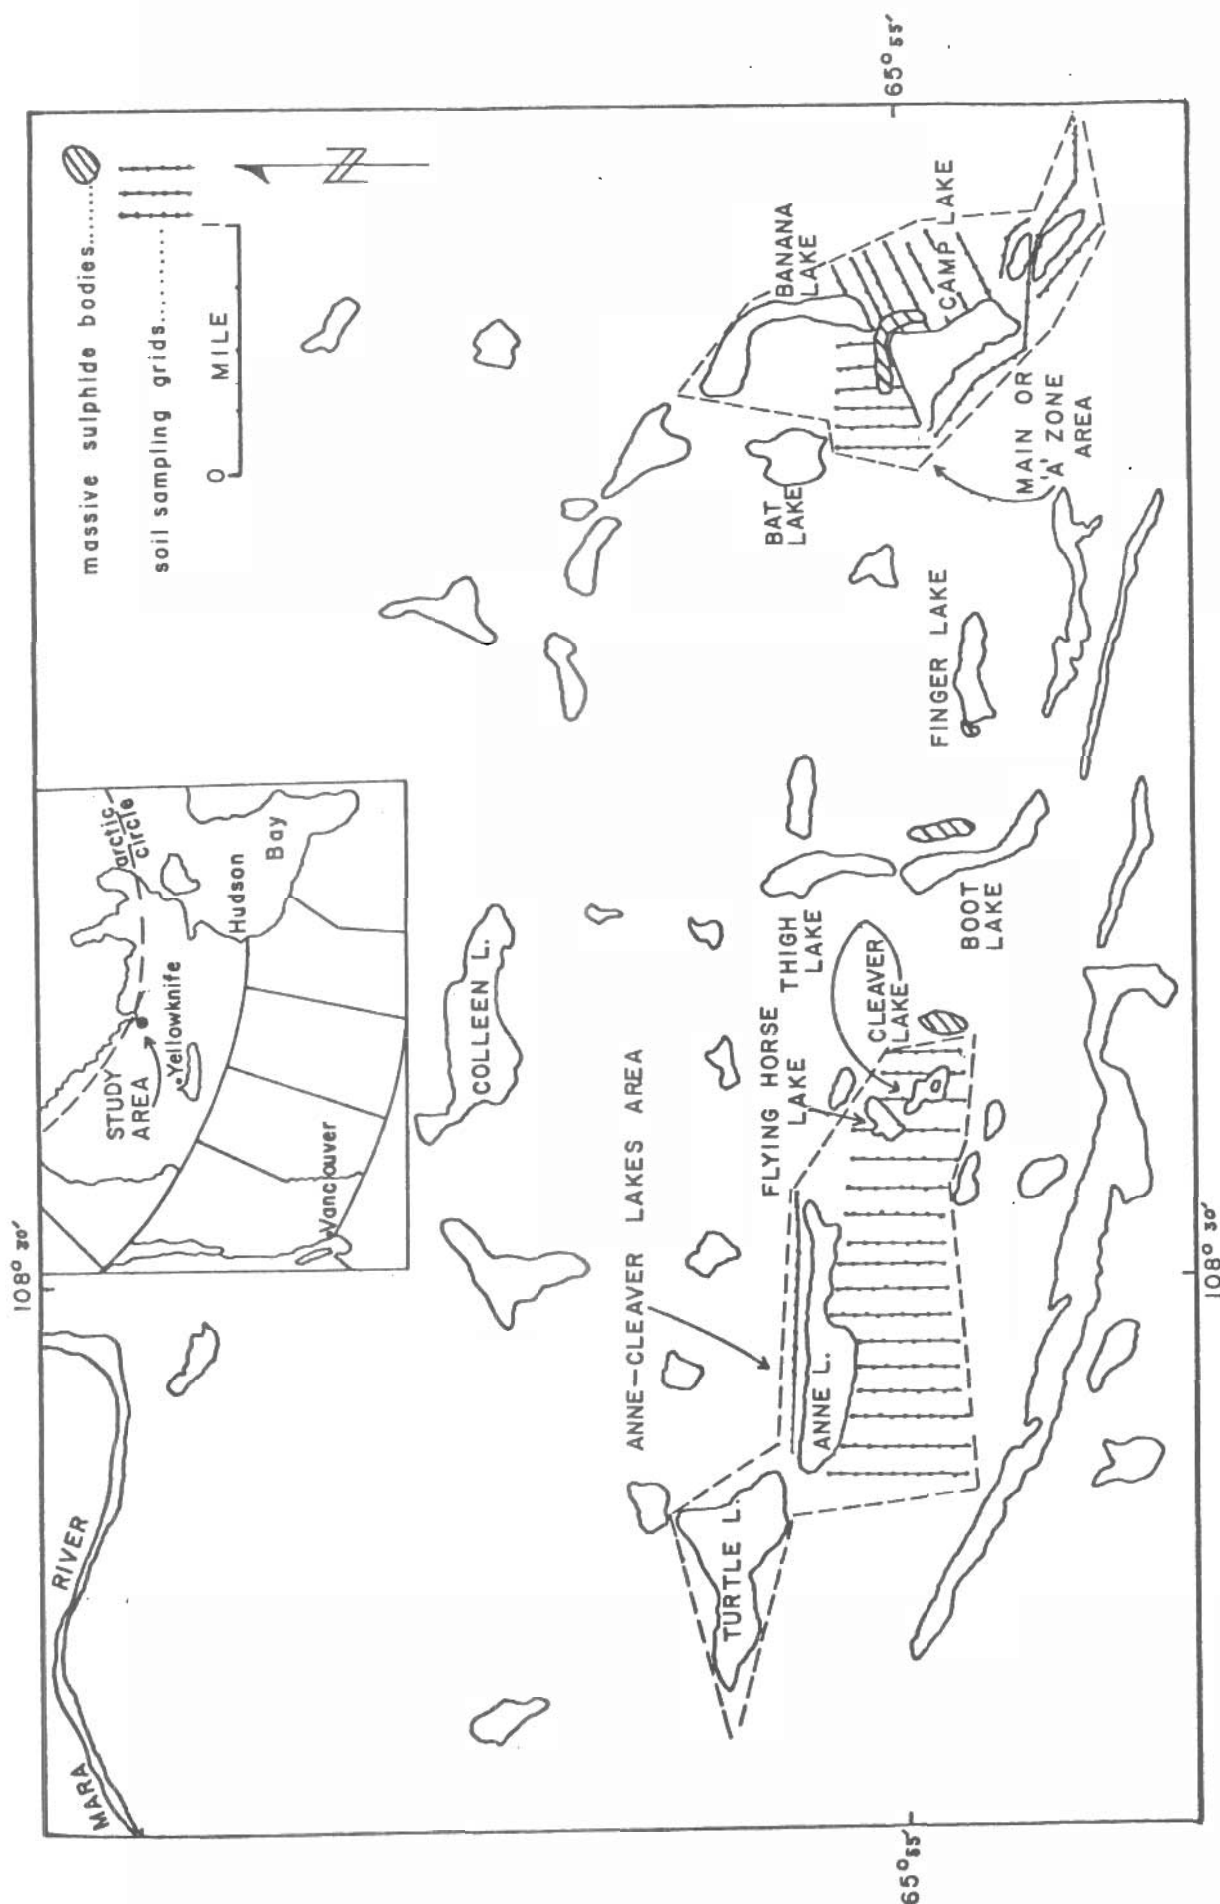 108° 30'
massive sulphide bodies........
soil sampling grids...........
0 MILE 1
N
65° 55'
arctic
circle
Hudson
Bay
STUDY
AREA
Yellowknife
Vancouver
MARA RIVER
COLLEEN L.
BANANA
LAKE
CAMP LAKE
BAT
LAKE
MAIN OR
'A' ZONE
AREA
FINGER LAKE
BOOT
LAKE
THIGH
LAKE
CLEAVER
LAKE
FLYING HORSE
LAKE
ANNE-CLEAVER LAKES AREA
ANNE L.
TURTLE L.
65° 55'
108° 30'